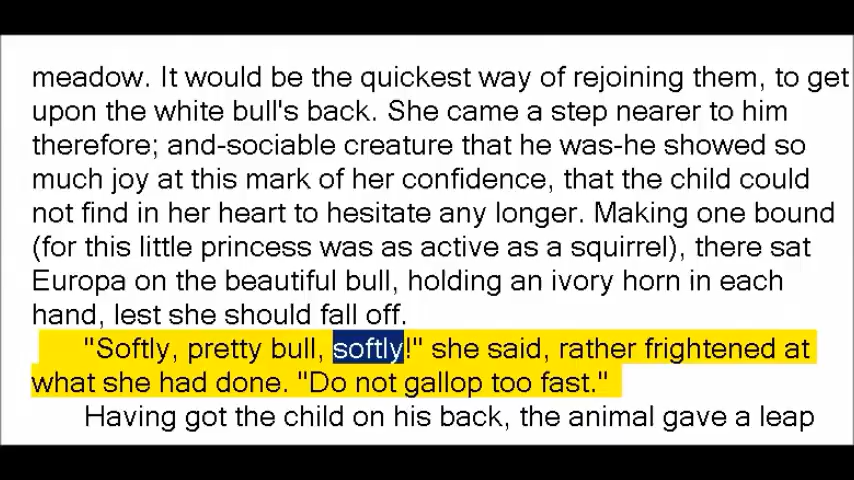 meadow. It would be the quickest way of rejoining them, to get
upon the white bull's back. She came a step nearer to him
therefore; and-sociable creature that he was-he showed so
much joy at this mark of her confidence, that the child could
not find in her heart to hesitate any longer. Making one bound
(for this little princess was as active as a squirrel), there sat
Europa on the beautiful bull, holding an ivory horn in each
hand, lest she should fall off.
"Softly, pretty bull, softly!" she said, rather frightened at
what she had done. "Do not gallop too fast."
Having got the child on his back, the animal gave a leap